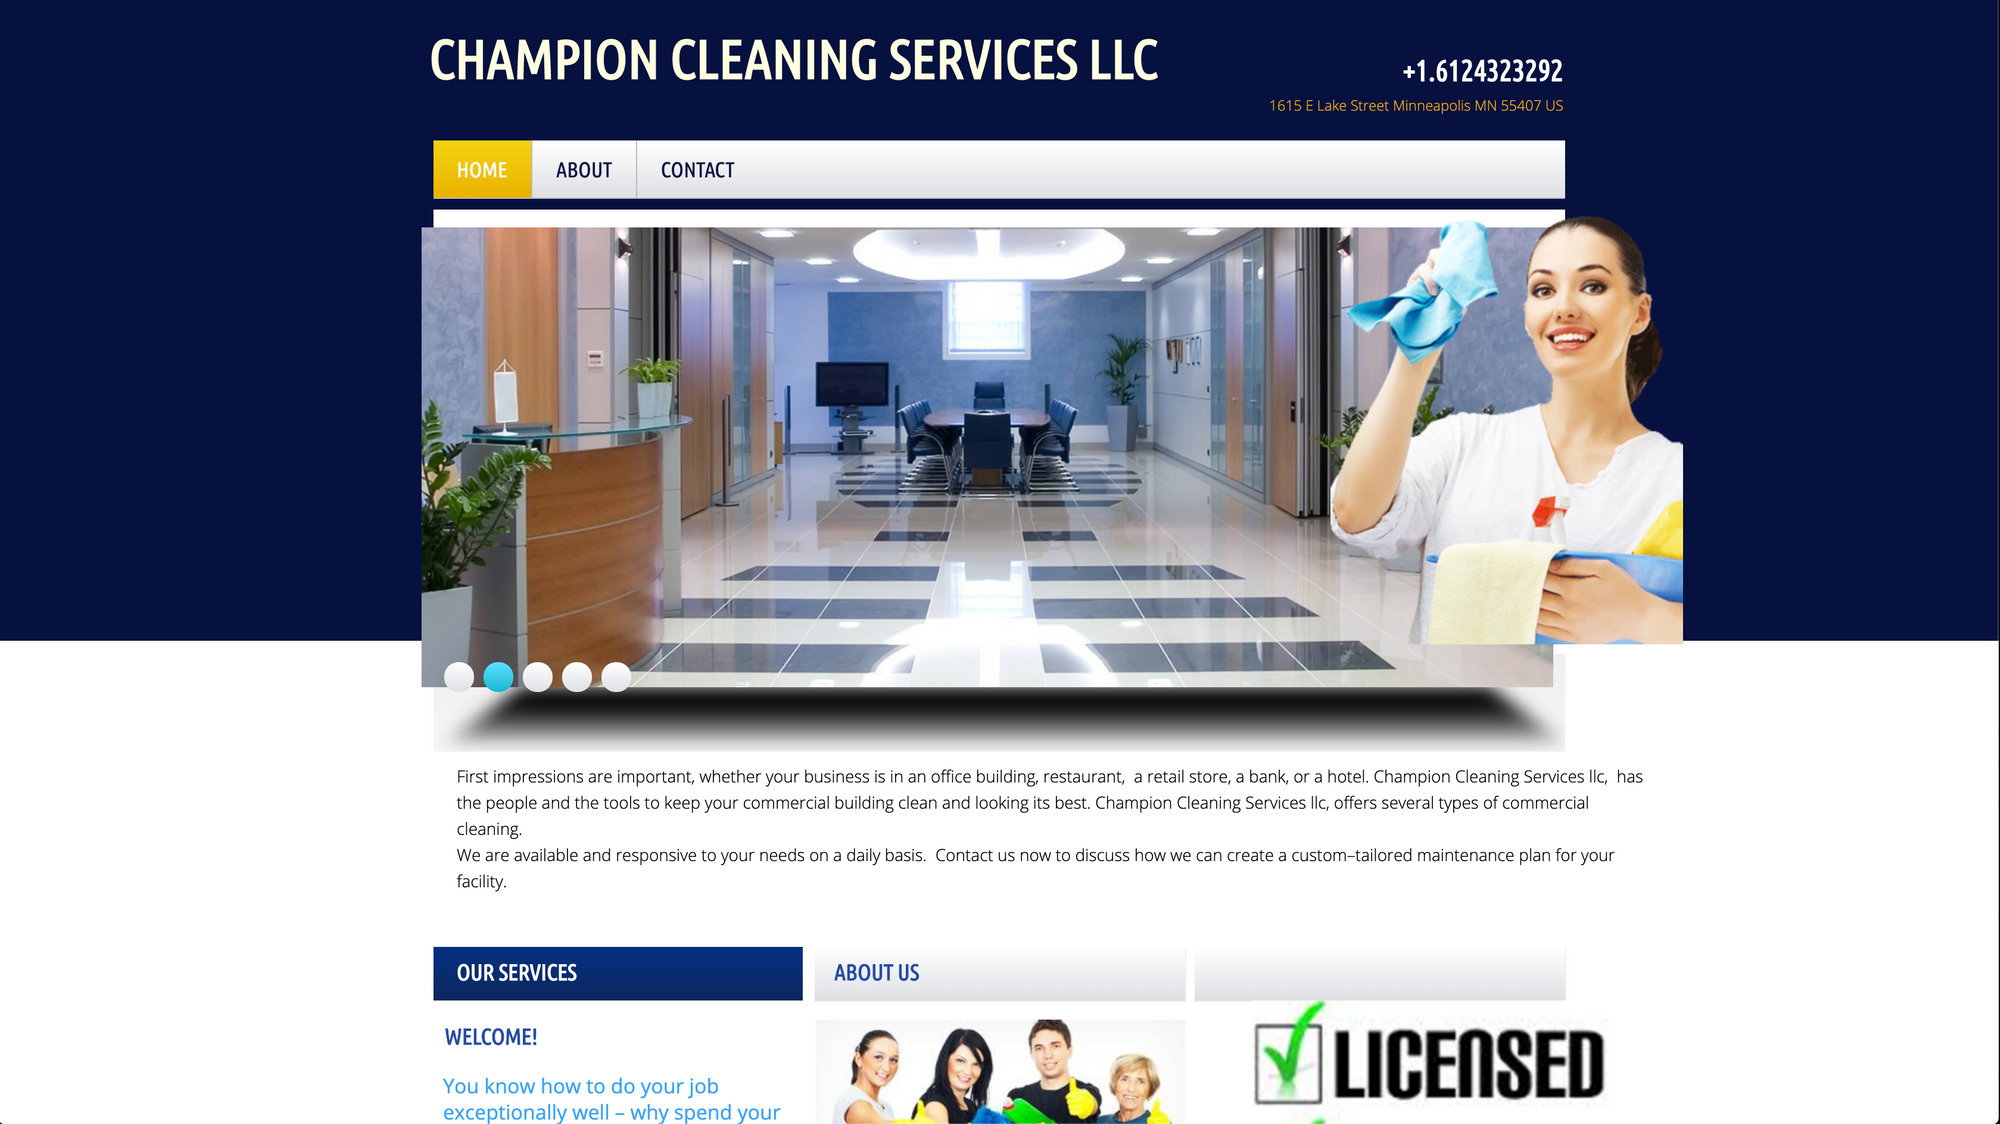 CHAMPION CLEANING SERVICES LLC
+1.6124323292
1615 E Lake Street Minneapolis MN 55407 US
HOME ABOUT CONTACT
First impressions are important, whether your business is in an office building, restaurant,  a retail store, a bank, or a hotel. Champion Cleaning Services llc,  has
the people and the tools to keep your commercial building clean and looking its best. Champion Cleaning Services llc, offers several types of commercial
cleaning.
We are available and responsive to your needs on a daily basis.  Contact us now to discuss how we can create a custom–tailored maintenance plan for your
facility.
OUR SERVICES
WELCOME!
You know how to do your job
exceptionally well – why spend your
ABOUT US
LICENSED